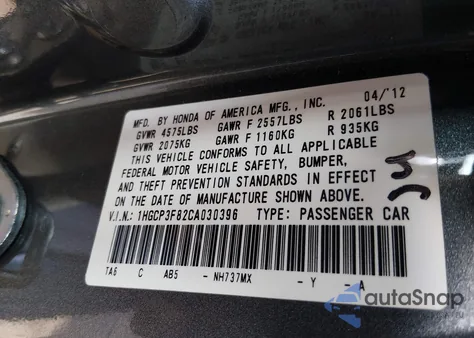 MFD. BY HONDA OF AMERICA MFG., INC. 04/'12
GVWR 4575LBS GAWR F 2557LBS R 2061LBS
GVWR 2075KG GAWR F 1160KG R 935KG
THIS VEHICLE CONFORMS TO ALL APPLICABLE
FEDERAL MOTOR VEHICLE SAFETY, BUMPER,
AND THEFT PREVENTION STANDARDS IN EFFECT
ON THE DATE OF MANUFACTURE SHOWN ABOVE.
V.I.N.: 1HGCP3F82CA030396 TYPE: PASSENGER CAR
TA6 C AB5 - NH737MX - Y - A
autaSnap